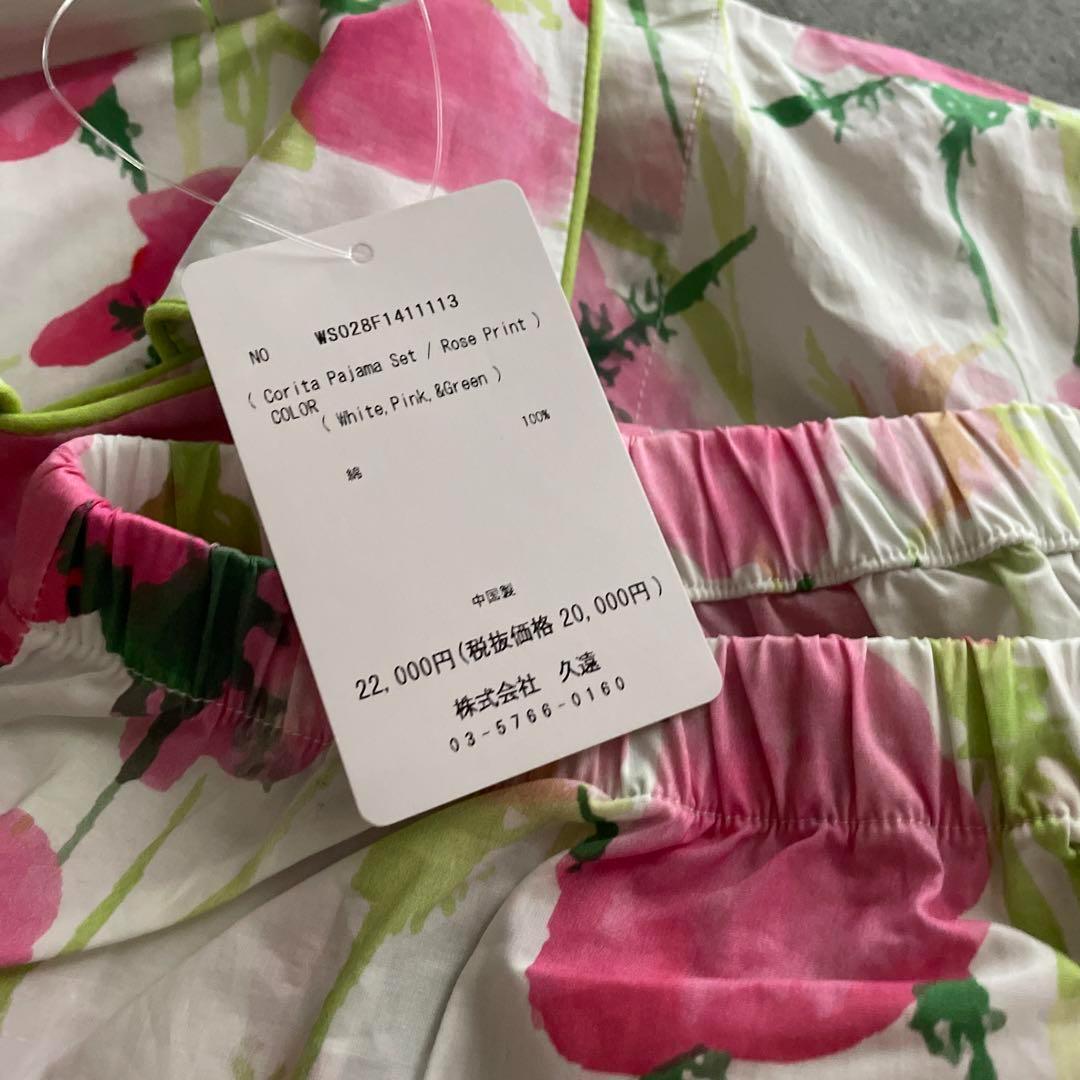 NO WS028F1411113
( Corita Pajama Set / Rose Print )
COLOR ( White,Pink,&Green )
綿 100%
中国製
22,000円(税抜価格 20,000円)
株式会社 久遠
03-5766-0160